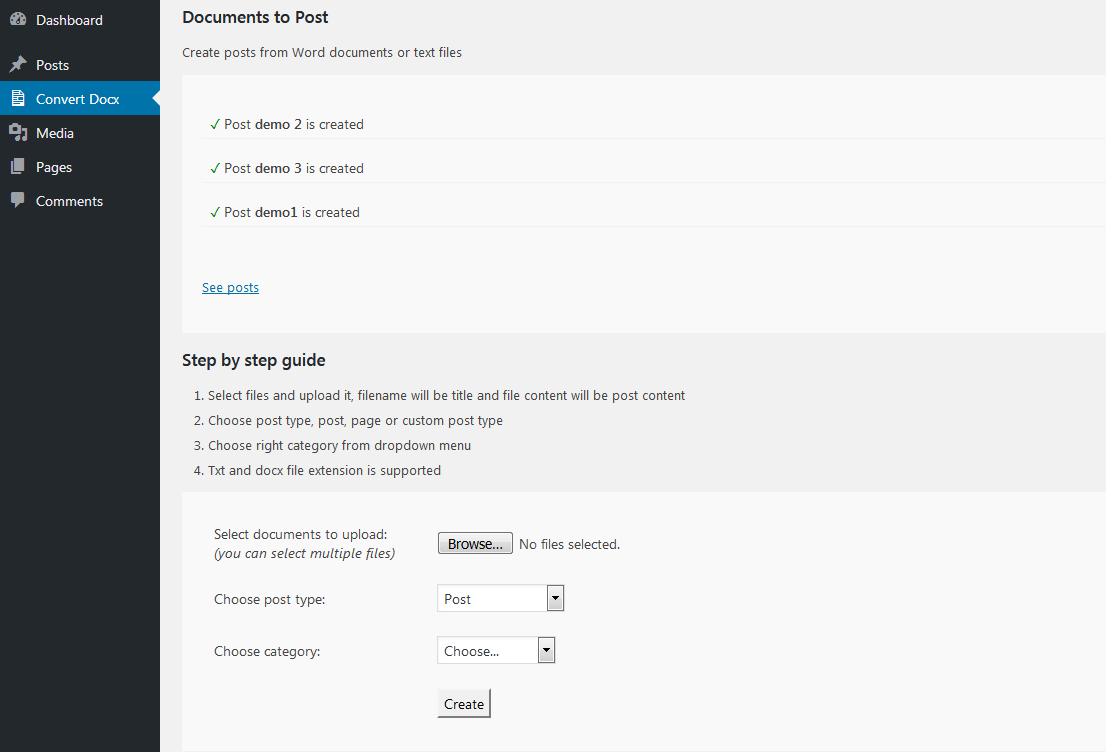 Dashboard
Posts
Convert Docx
Media
Pages
Comments
Documents to Post
Create posts from Word documents or text files
✓ Post demo 2 is created
✓ Post demo 3 is created
✓ Post demo1 is created
See posts
Step by step guide
1. Select files and upload it, filename will be title and file content will be post content
2. Choose post type, post, page or custom post type
3. Choose right category from dropdown menu
4. Txt and docx file extension is supported
Select documents to upload:
(you can select multiple files)
Browse... No files selected.
Choose post type: Post
Choose category: Choose...
Create